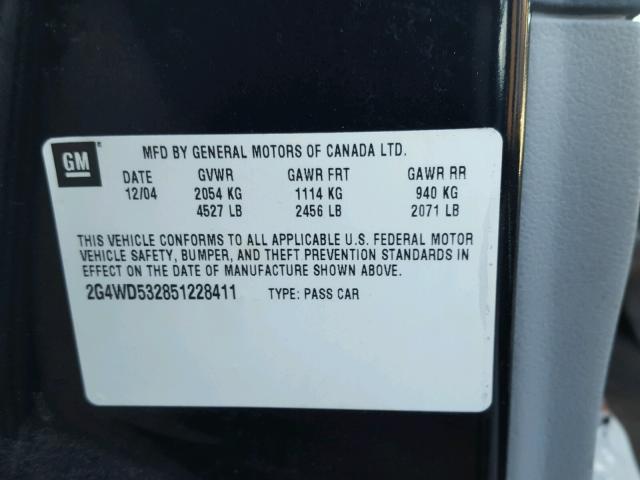 GM MFD BY GENERAL MOTORS OF CANADA LTD.
DATE GVWR GAWR FRT GAWR RR
12/04 2054 KG 1114 KG 940 KG
4527 LB 2456 LB 2071 LB
THIS VEHICLE CONFORMS TO ALL APPLICABLE U.S. FEDERAL MOTOR
VEHICLE SAFETY, BUMPER, AND THEFT PREVENTION STANDARDS IN
EFFECT ON THE DATE OF MANUFACTURE SHOWN ABOVE.
2G4WD532851228411 TYPE: PASS CAR